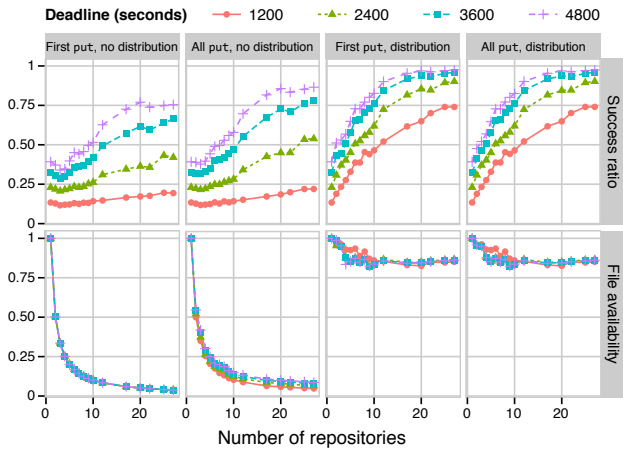 Deadline (seconds) 1200 2400 3600 4800
First put, no distribution All put, no distribution First put, distribution All put, distribution
1
0.75
0.50
0.25
0
Success ratio
1
0.75
0.50
0.25
0
File availability
0 10 20 0 10 20 0 10 20 0 10 20
Number of repositories